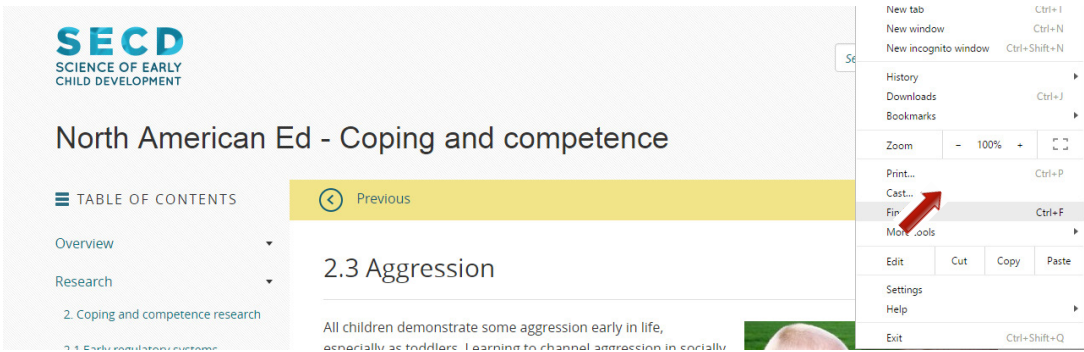 SECD
SCIENCE OF EARLY
CHILD DEVELOPMENT
North American Ed - Coping and competence
TABLE OF CONTENTS
Overview
Research
2. Coping and competence research
Previous
2.3 Aggression
All children demonstrate some aggression early in life,
especially as toddlers. Learning to channel aggression in socially
New tab Ctrl+T
New window Ctrl+N
New incognito window Ctrl+Shift+N
History
Downloads Ctrl+J
Bookmarks
Zoom - 100% +
Print... Ctrl+P
Cast...
Ctrl+F
More tools
Edit Cut Copy Paste
Settings
Help
Exit Ctrl+Shift+Q